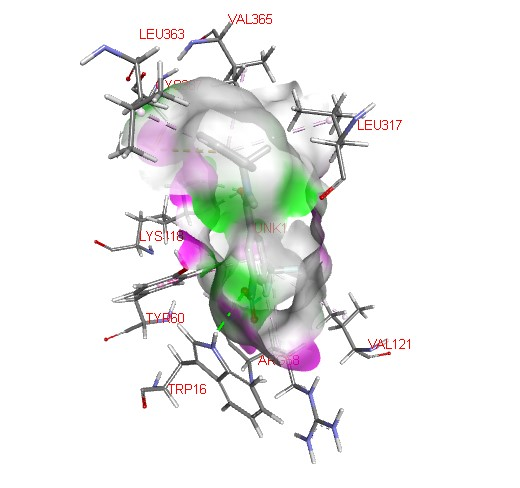 VAL365
LEU363
LEU317
UNK1
LYS118
TYR60
VAL121
TRP16